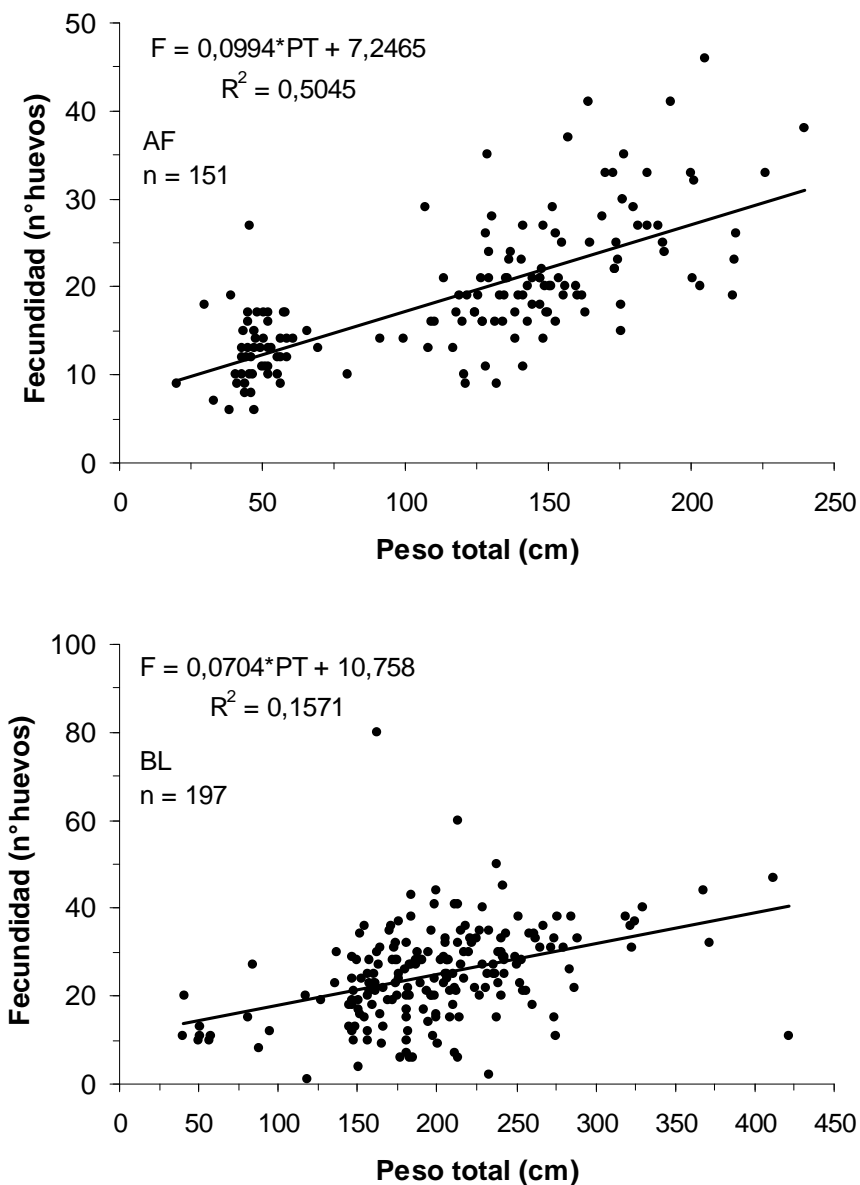 F = 0,0994*PT + 7,2465
R² = 0,5045
AF
n = 151
Fecundidad (n°huevos)
50
40
30
20
10
0
0 50 100 150 200 250
Peso total (cm)
F = 0,0704*PT + 10,758
R² = 0,1571
BL
n = 197
Fecundidad (n°huevos)
100
80
60
40
20
0
0 50 100 150 200 250 300 350 400 450
Peso total (cm)